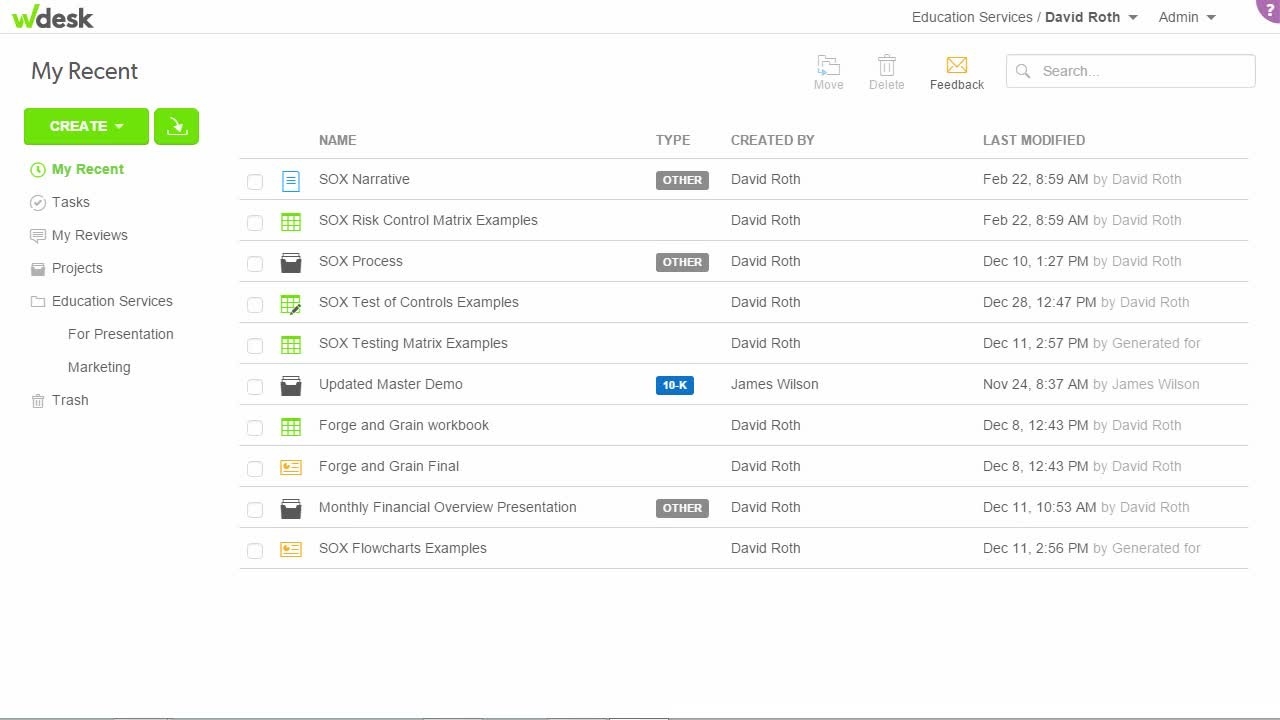 wdesk
Education Services / David Roth
Admin
?
My Recent
Move
Delete
Feedback
Search...
CREATE
My Recent
Tasks
My Reviews
Projects
Education Services
For Presentation
Marketing
Trash
NAME TYPE CREATED BY LAST MODIFIED
SOX Narrative OTHER David Roth Feb 22, 8:59 AM by David Roth
SOX Risk Control Matrix Examples David Roth Feb 22, 8:59 AM by David Roth
SOX Process OTHER David Roth Dec 10, 1:27 PM by David Roth
SOX Test of Controls Examples David Roth Dec 28, 12:47 PM by David Roth
SOX Testing Matrix Examples David Roth Dec 11, 2:57 PM by Generated for
Updated Master Demo 10-K James Wilson Nov 24, 8:37 AM by James Wilson
Forge and Grain workbook David Roth Dec 8, 12:43 PM by David Roth
Forge and Grain Final David Roth Dec 8, 12:43 PM by David Roth
Monthly Financial Overview Presentation OTHER David Roth Dec 11, 10:53 AM by David Roth
SOX Flowcharts Examples David Roth Dec 11, 2:56 PM by Generated for